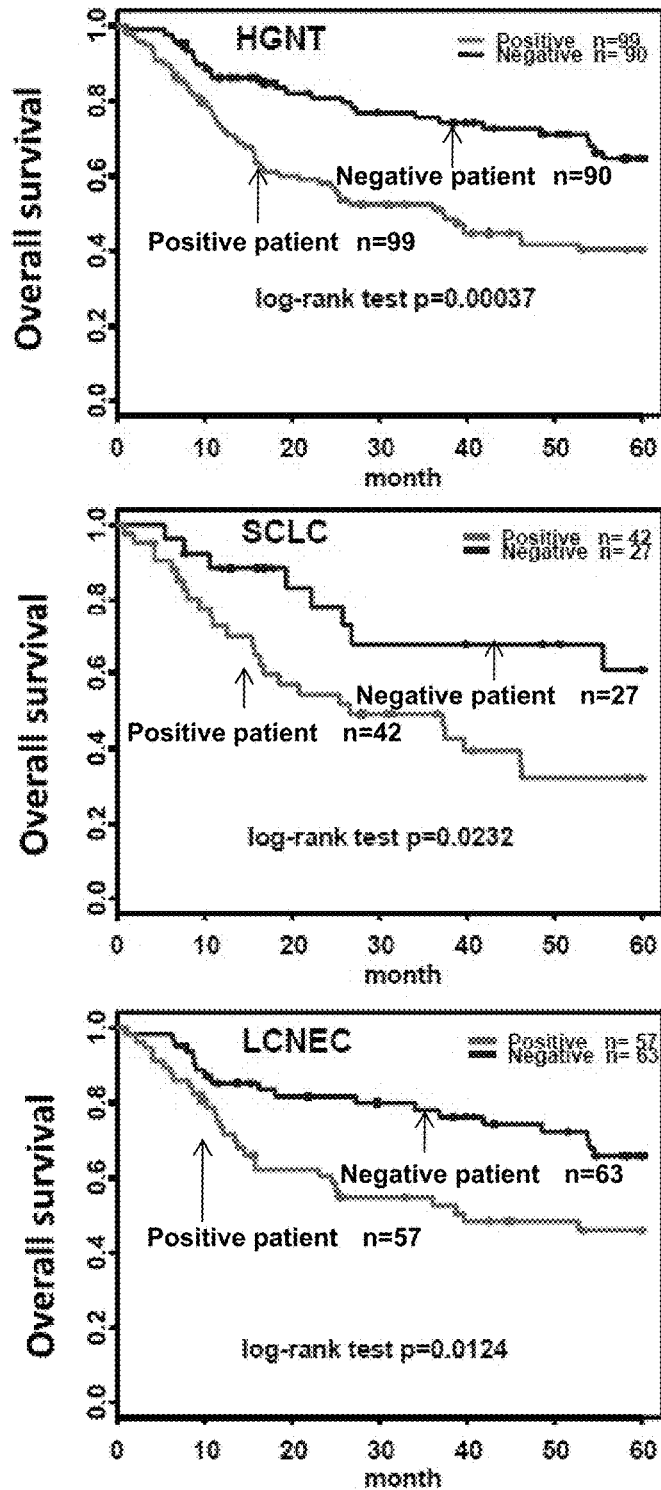 HGNT
Positive n=99
Negative n= 90
Overall survival
1.0
0.8
0.6
0.4
0.2
0.0
Negative patient n=90
Positive patient n=99
log-rank test p=0.00037
0 10 20 30 40 50 60
month
SCLC
Positive n= 42
Negative n= 27
Overall survival
1.0
0.8
0.6
0.4
0.2
0.0
Negative patient n=27
Positive patient n=42
log-rank test p=0.0232
0 10 20 30 40 50 60
month
LCNEC
Positive n= 57
Negative n= 63
Overall survival
1.0
0.8
0.6
0.4
0.2
0.0
Negative patient n=63
Positive patient n=57
log-rank test p=0.0124
0 10 20 30 40 50 60
month